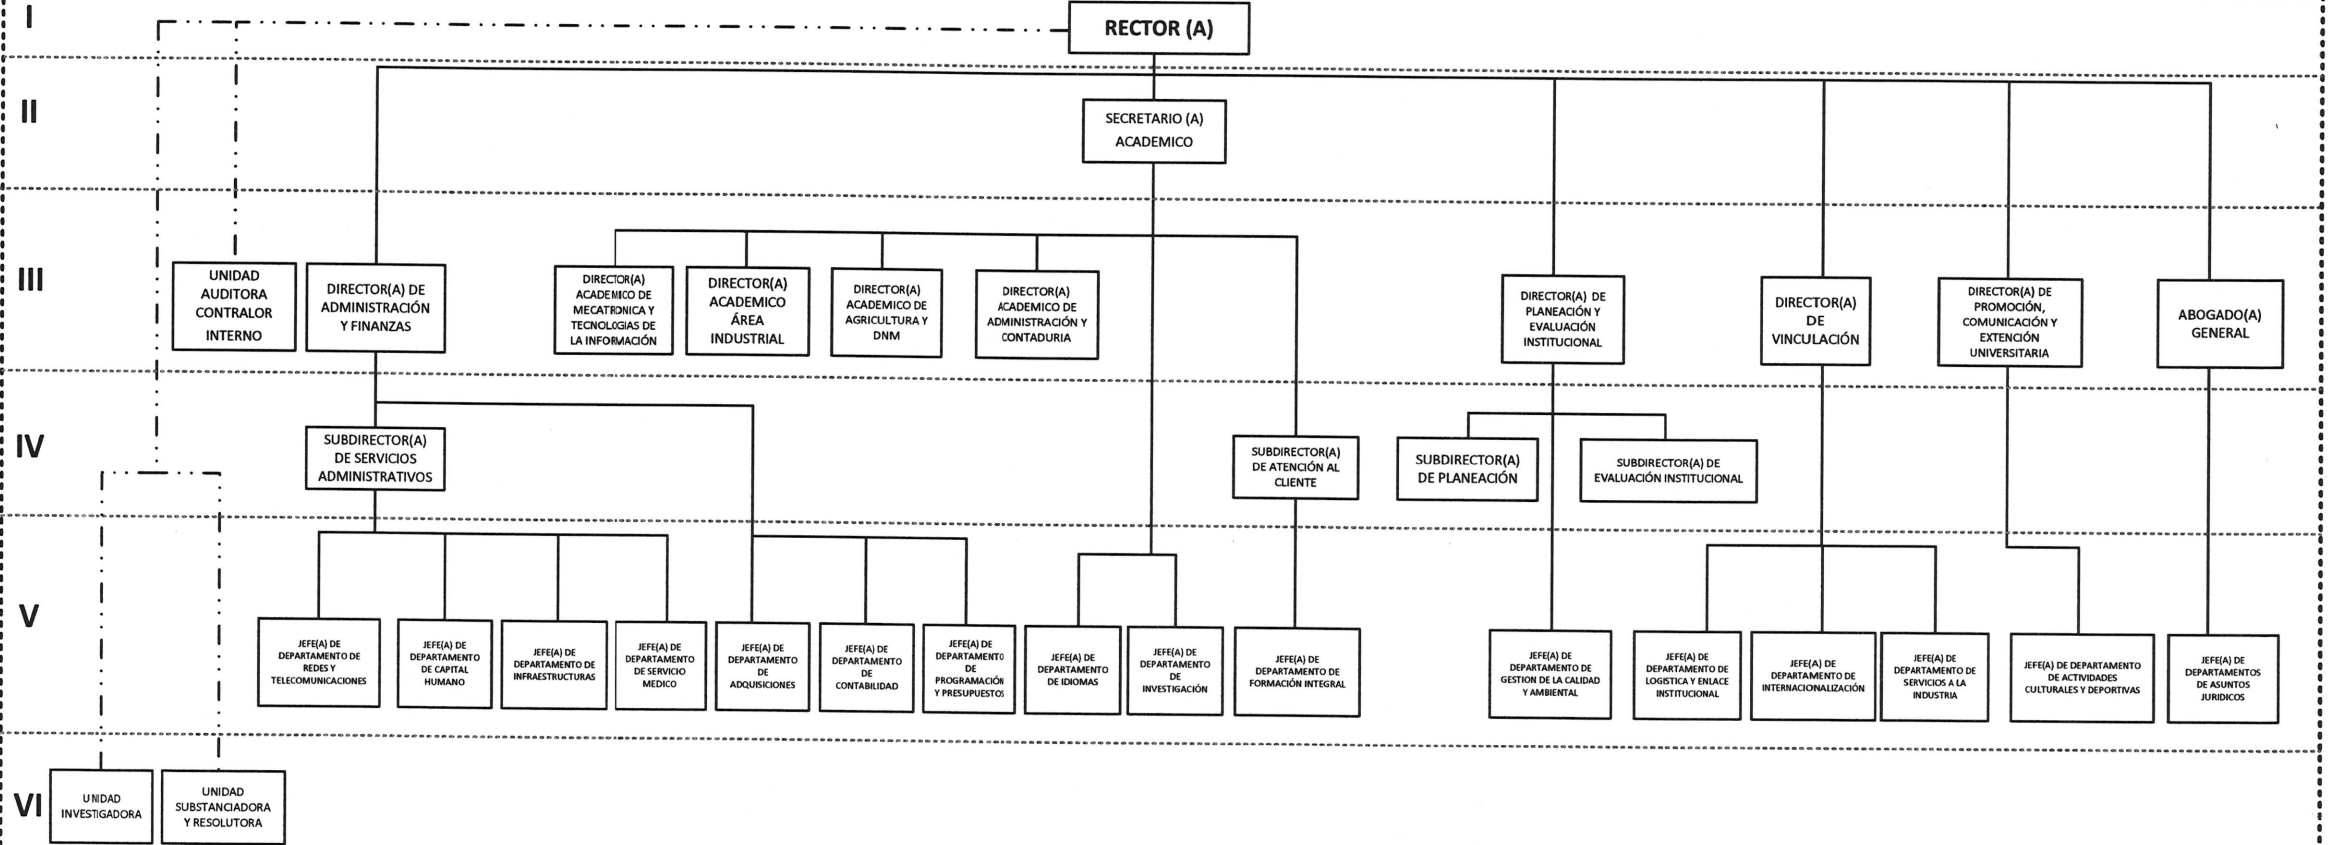 I
RECTOR (A)
II
SECRETARIO (A)
ACADEMICO
III
UNIDAD
AUDITORA
CONTRALOR
INTERNO
DIRECTOR(A) DE
ADMINISTRACIÓN
Y FINANZAS
DIRECTOR(A)
ACADEMICO DE
MECATRONICA Y
TECNOLOGIAS DE
LA INFORMACIÓN
DIRECTOR(A)
ACADEMICO
ÁREA
INDUSTRIAL
DIRECTOR(A)
ACADEMICO DE
AGRICULTURA Y
DNM
DIRECTOR(A)
ACADEMICO DE
ADMINISTRACIÓN Y
CONTADURIA
DIRECTOR(A) DE
PLANEACIÓN Y
EVALUACIÓN
INSTITUCIONAL
DIRECTOR(A)
DE
VINCULACIÓN
DIRECTOR(A) DE
PROMOCIÓN,
COMUNICACIÓN Y
EXTENCIÓN
UNIVERSITARIA
ABOGADO(A)
GENERAL
IV
SUBDIRECTOR(A)
DE SERVICIOS
ADMINISTRATIVOS
SUBDIRECTOR(A)
DE ATENCIÓN AL
CLIENTE
SUBDIRECTOR(A)
DE PLANEACIÓN
SUBDIRECTOR(A) DE
EVALUACIÓN INSTITUCIONAL
V
JEFE(A) DE
DEPARTAMENTO DE
REDES Y
TELECOMUNICACIONES
JEFE(A) DE
DEPARTAMENTO
DE CAPITAL
HUMANO
JEFE(A) DE
DEPARTAMENTO DE
INFRAESTRUCTURAS
JEFE(A) DE
DEPARTAMENTO
DE SERVICIO
MEDICO
JEFE(A) DE
DEPARTAMENTO
DE
ADQUISICIONES
JEFE(A) DE
DEPARTAMENTO
DE
CONTABILIDAD
JEFE(A) DE
DEPARTAMENTO
DE
PROGRAMACIÓN
Y PRESUPUESTOS
JEFE(A) DE
DEPARTAMENTO
DE IDIOMAS
JEFE(A) DE
DEPARTAMENTO
DE
INVESTIGACIÓN
JEFE(A) DE
DEPARTAMENTO DE
FORMACIÓN INTEGRAL
JEFE(A) DE
DEPARTAMENTO DE
GESTION DE LA CALIDAD
Y AMBIENTAL
JEFE(A) DE
DEPARTAMENTO DE
LOGISTICA Y ENLACE
INSTITUCIONAL
JEFE(A) DE
DEPARTAMENTO DE
INTERNACIONALIZACIÓN
JEFE(A) DE
DEPARTAMENTO DE
SERVICIOS A LA
INDUSTRIA
JEFE(A) DE DEPARTAMENTO
DE ACTIVIDADES
CULTURALES Y DEPORTIVAS
JEFE(A) DE
DEPARTAMENTOS
DE ASUNTOS
JURIDICOS
VI
UNIDAD
INVESTIGADORA
UNIDAD
SUBSTANCIADORA
Y RESOLUTORA